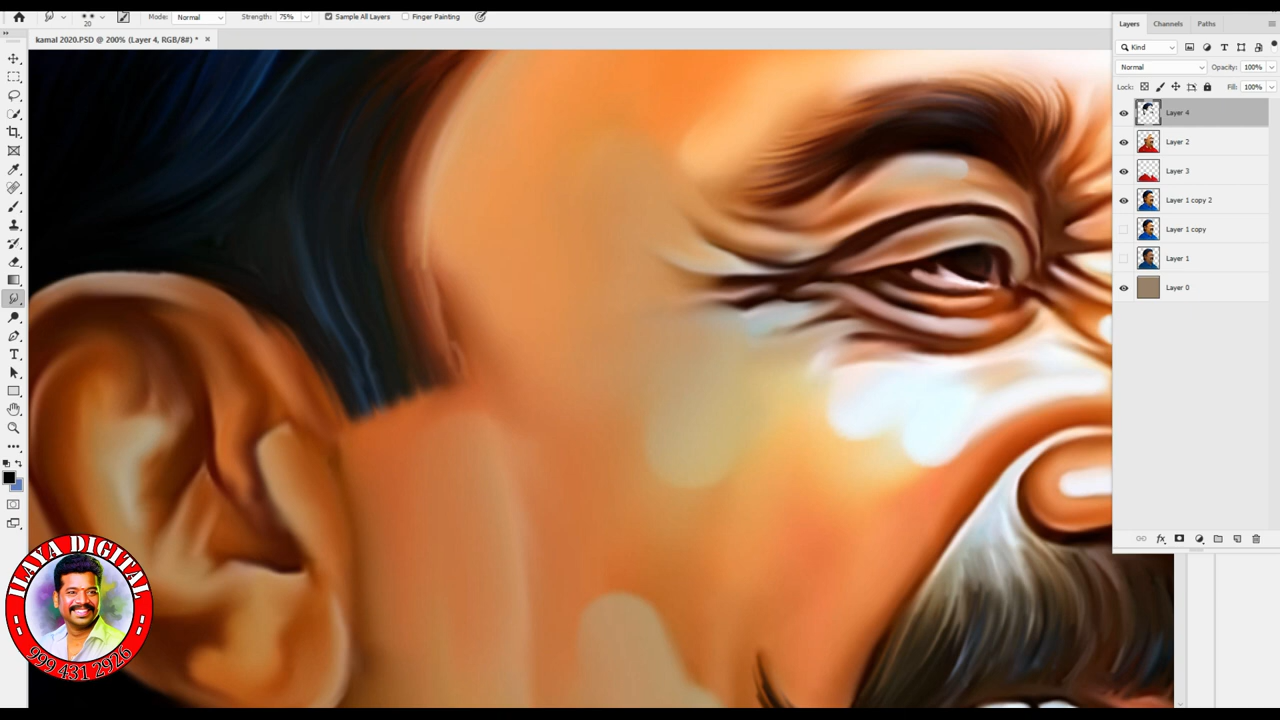 20
Mode: Normal
Strength: 75%
Sample All Layers
Finger Painting
kamal 2020.PSD @ 200% (Layer 4, RGB/8#) * ×
Layers Channels Paths
Kind
Normal Opacity: 100%
Lock: Fill: 100%
Layer 4
Layer 2
Layer 3
Layer 1 copy 2
Layer 1 copy
Layer 1
Layer 0
ILAYA DIGITAL
999 431 2926